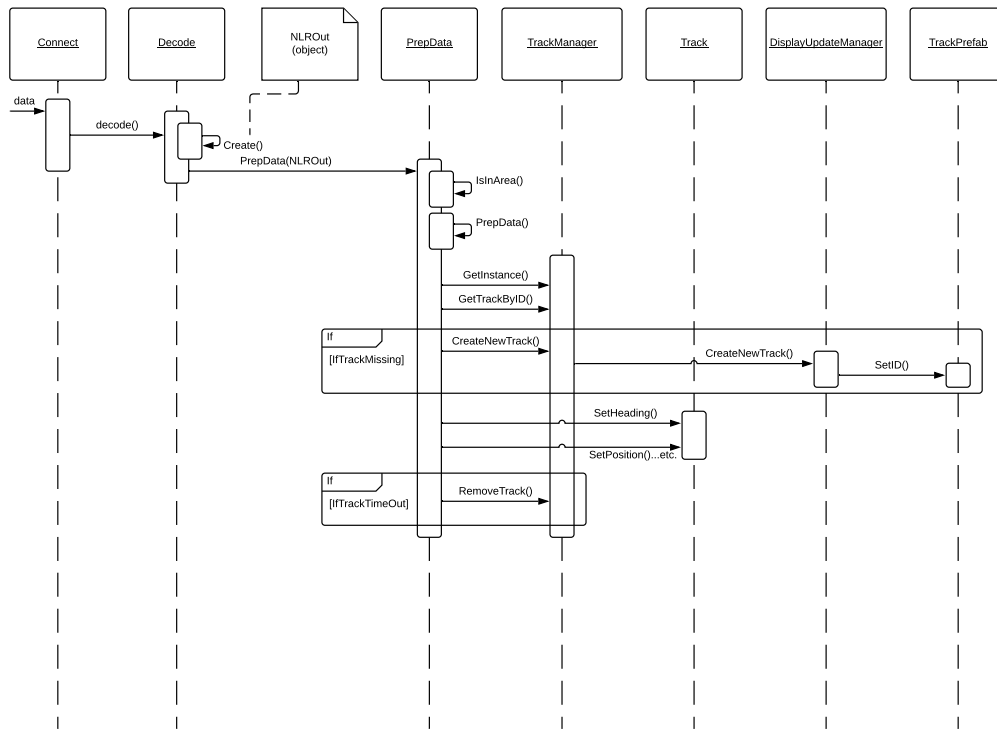 Connect
Decode
NLROut
(object)
PrepData
TrackManager
Track
DisplayUpdateManager
TrackPrefab
data
decode()
Create()
PrepData(NLROut)
IsInArea()
PrepData()
GetInstance()
GetTrackByID()
If
[IfTrackMissing]
CreateNewTrack()
CreateNewTrack()
SetID()
SetHeading()
SetPosition()...etc.
If
[IfTrackTimeOut]
RemoveTrack()